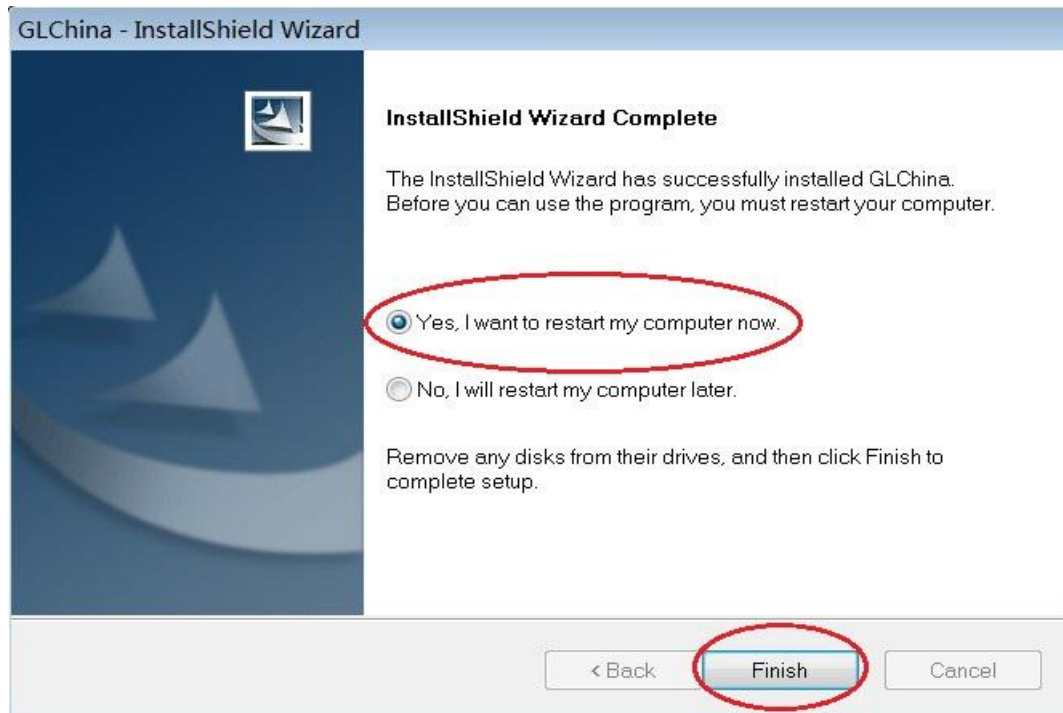 GLChina - InstallShield Wizard
InstallShield Wizard Complete
The InstallShield Wizard has successfully installed GLChina.
Before you can use the program, you must restart your computer.
Yes, I want to restart my computer now.
No, I will restart my computer later.
Remove any disks from their drives, and then click Finish to
complete setup.
< Back Finish Cancel